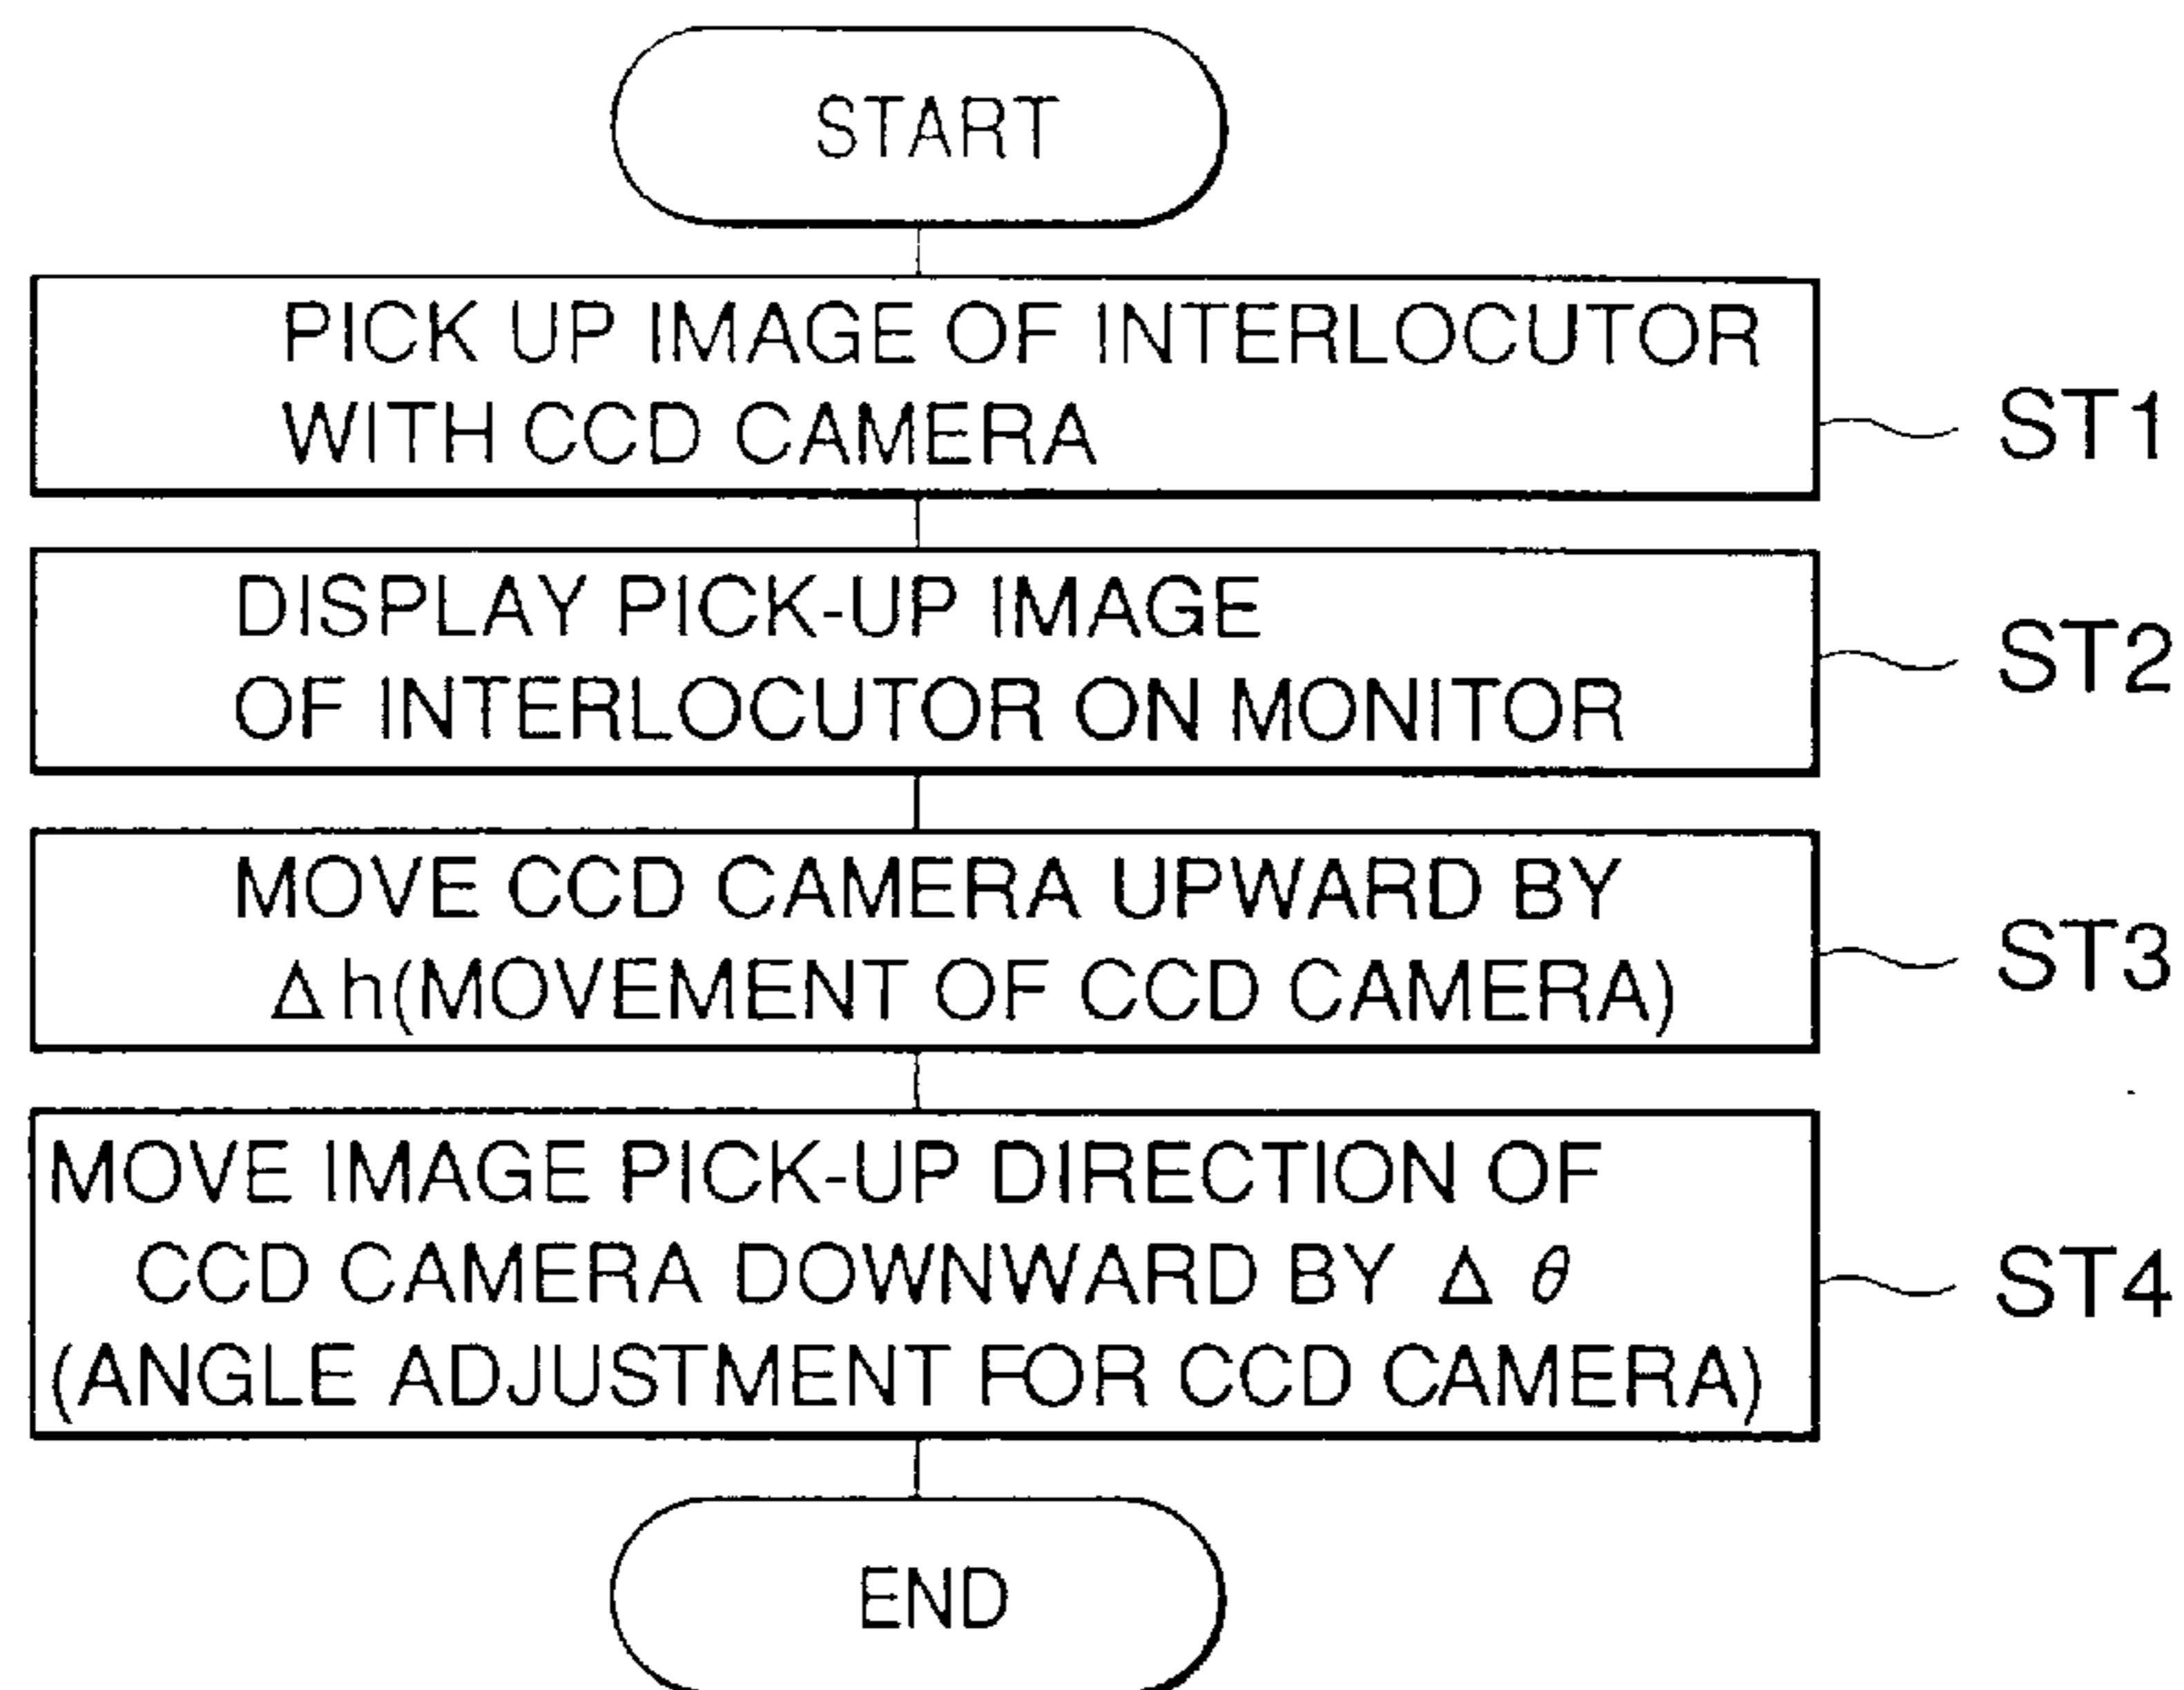 START
PICK UP IMAGE OF INTERLOCUTOR
WITH CCD CAMERA
ST1
DISPLAY PICK-UP IMAGE
OF INTERLOCUTOR ON MONITOR
ST2
MOVE CCD CAMERA UPWARD BY
Δh(MOVEMENT OF CCD CAMERA)
ST3
MOVE IMAGE PICK-UP DIRECTION OF
CCD CAMERA DOWNWARD BY Δ θ
(ANGLE ADJUSTMENT FOR CCD CAMERA)
ST4
END